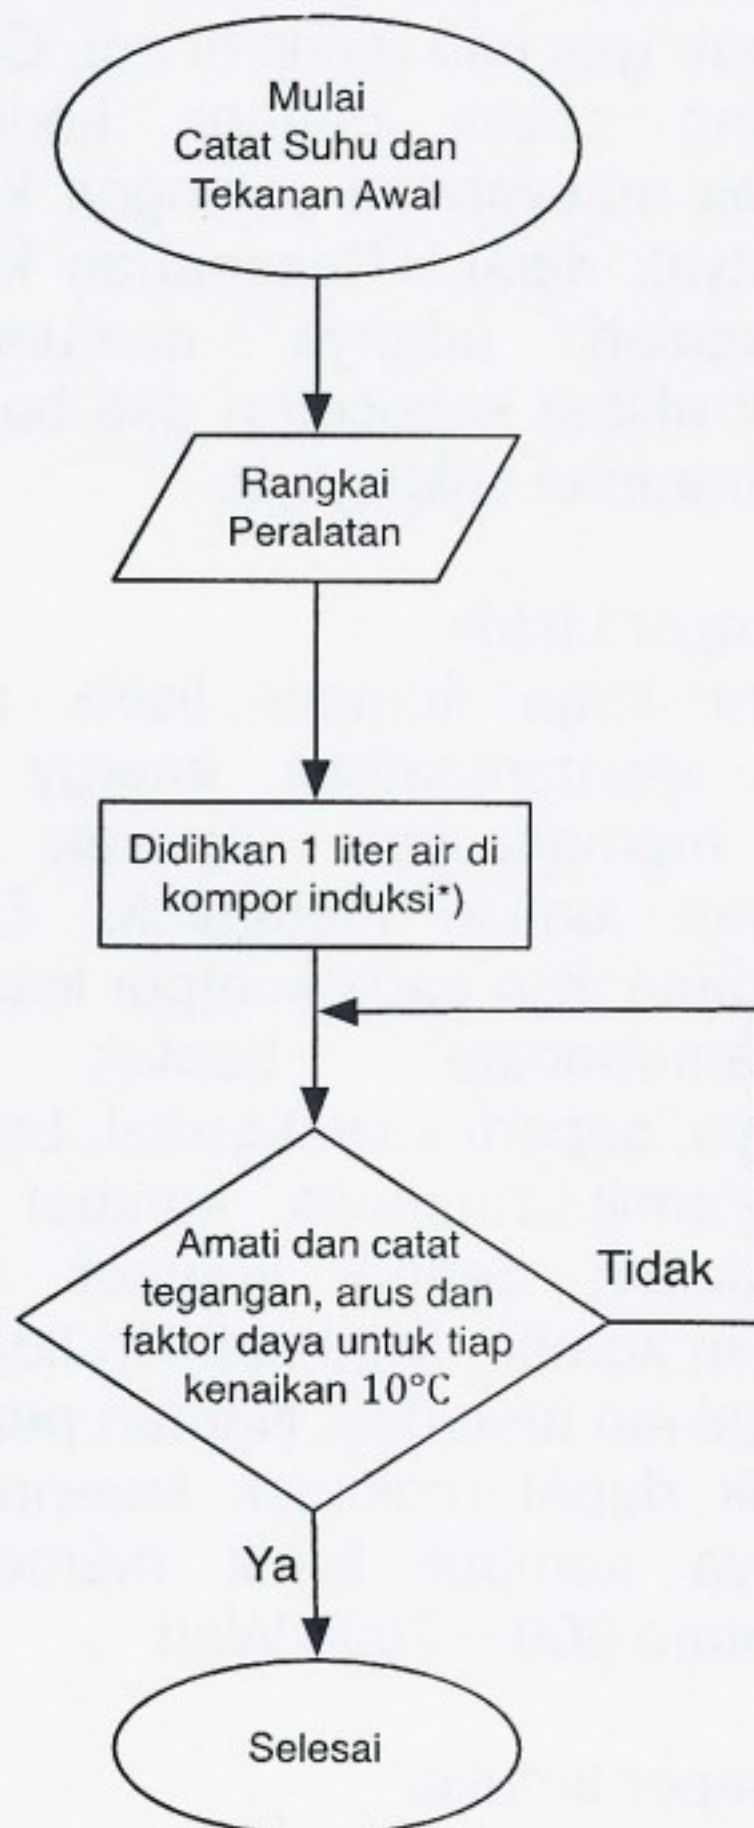 Mulai
Catat Suhu dan
Tekanan Awal
Rangkai
Peralatan
Didihkan 1 liter air di
kompor induksi*)
Amati dan catat
tegangan, arus dan
faktor daya untuk tiap
kenaikan 10°C
Tidak
Ya
Selesai